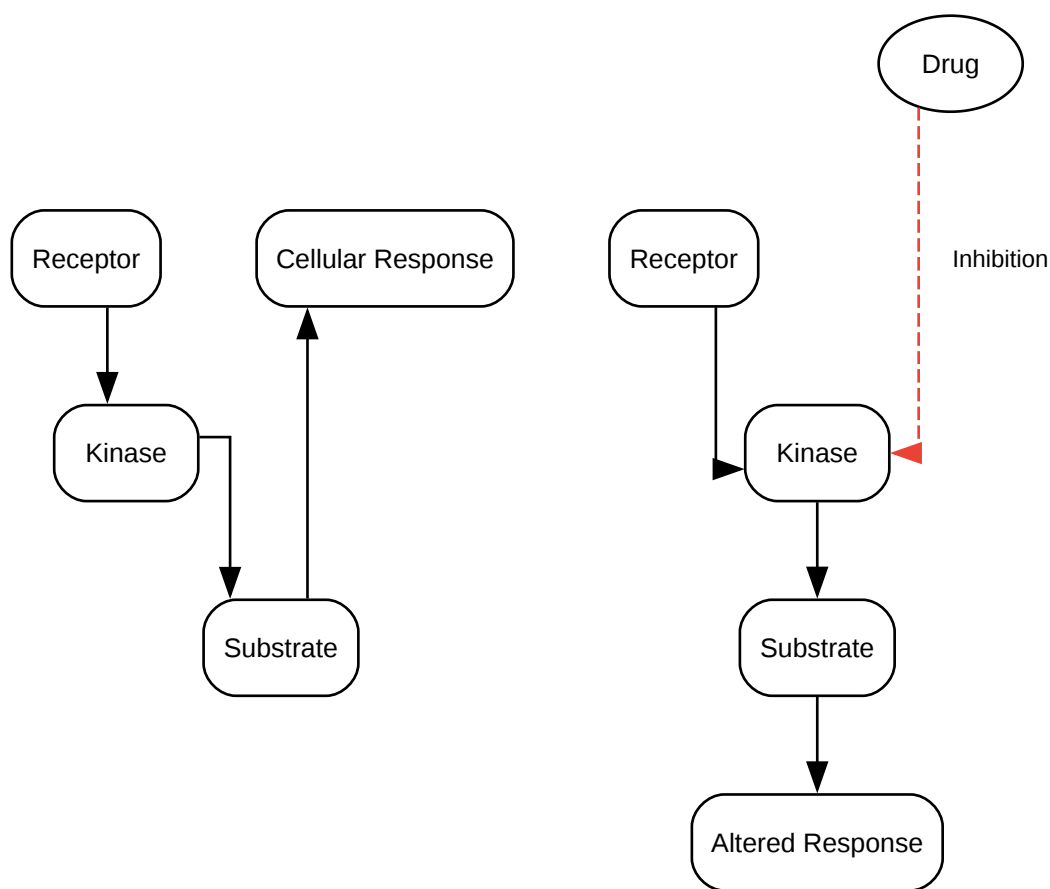 Drug
Receptor
Cellular Response
Receptor
Inhibition
Kinase
Kinase
Substrate
Substrate
Altered Response